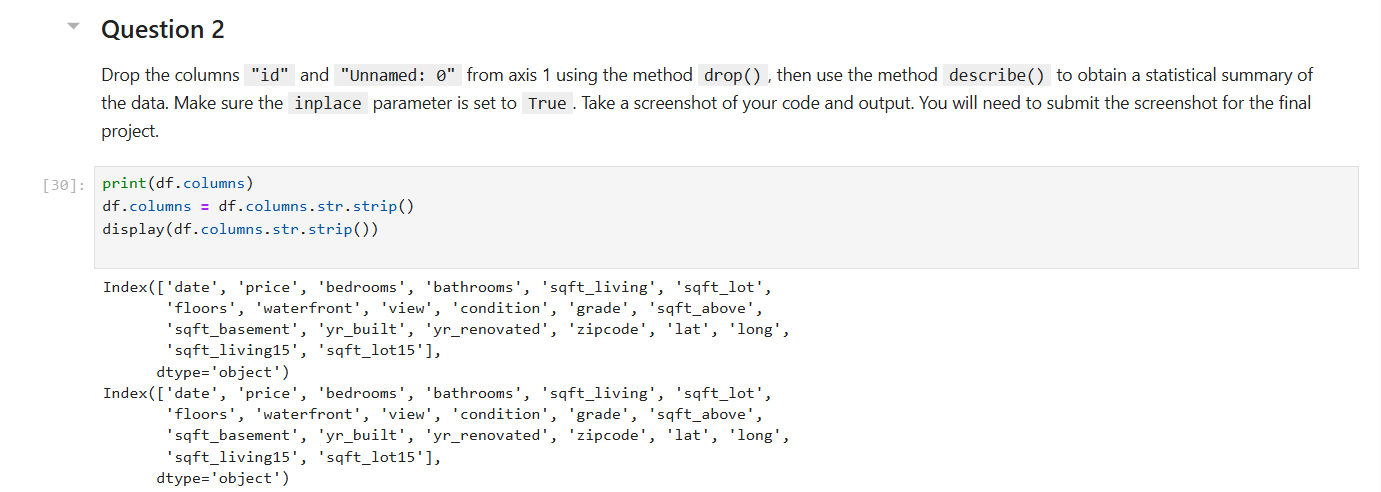 Question 2
Drop the columns "id" and "Unnamed: 0" from axis 1 using the method drop() , then use the method describe() to obtain a statistical summary of
the data. Make sure the inplace parameter is set to True . Take a screenshot of your code and output. You will need to submit the screenshot for the final
project.
[30]: print(df.columns)
df.columns = df.columns.str.strip()
display(df.columns.str.strip())
Index(['date', 'price', 'bedrooms', 'bathrooms', 'sqft_living', 'sqft_lot',
'floors', 'waterfront', 'view', 'condition', 'grade', 'sqft_above',
'sqft_basement', 'yr_built', 'yr_renovated', 'zipcode', 'lat', 'long',
'sqft_living15', 'sqft_lot15'],
dtype='object')
Index(['date', 'price', 'bedrooms', 'bathrooms', 'sqft_living', 'sqft_lot',
'floors', 'waterfront', 'view', 'condition', 'grade', 'sqft_above',
'sqft_basement', 'yr_built', 'yr_renovated', 'zipcode', 'lat', 'long',
'sqft_living15', 'sqft_lot15'],
dtype='object')